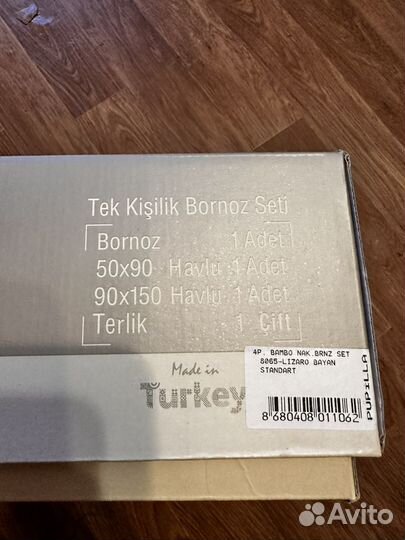 Tek Kişilik Bornoz Seti
Bornoz 1 Adet
50x90 Havlu 1 Adet
90x150 Havlu 1 Adet
Terlik 1 Çift
Made in
Turkey
4P. BAMBO NAK.BRNZ SET
8065-LIZARO BAYAN
STANDART
8 680408 011062
PUPILLA
Avito